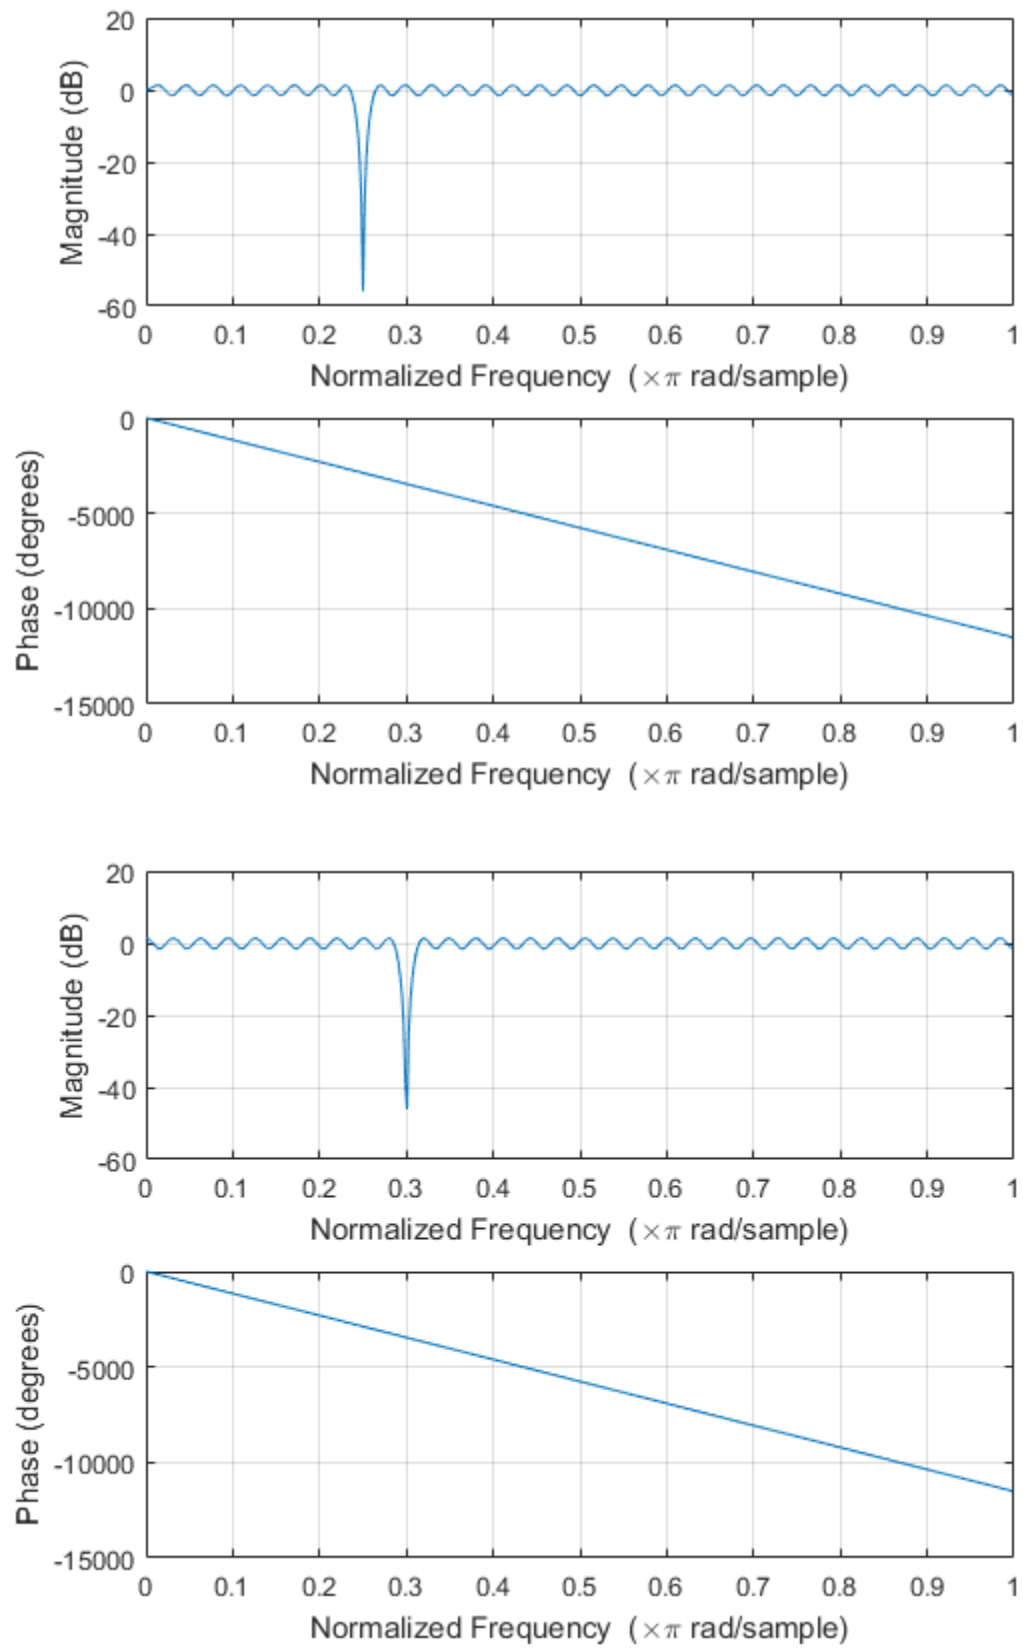 Magnitude (dB)
20
0
-20
-40
-60
0 0.1 0.2 0.3 0.4 0.5 0.6 0.7 0.8 0.9 1
Normalized Frequency (×π rad/sample)
Phase (degrees)
0
-5000
-10000
-15000
0 0.1 0.2 0.3 0.4 0.5 0.6 0.7 0.8 0.9 1
Normalized Frequency (×π rad/sample)
Magnitude (dB)
20
0
-20
-40
-60
0 0.1 0.2 0.3 0.4 0.5 0.6 0.7 0.8 0.9 1
Normalized Frequency (×π rad/sample)
Phase (degrees)
0
-5000
-10000
-15000
0 0.1 0.2 0.3 0.4 0.5 0.6 0.7 0.8 0.9 1
Normalized Frequency (×π rad/sample)